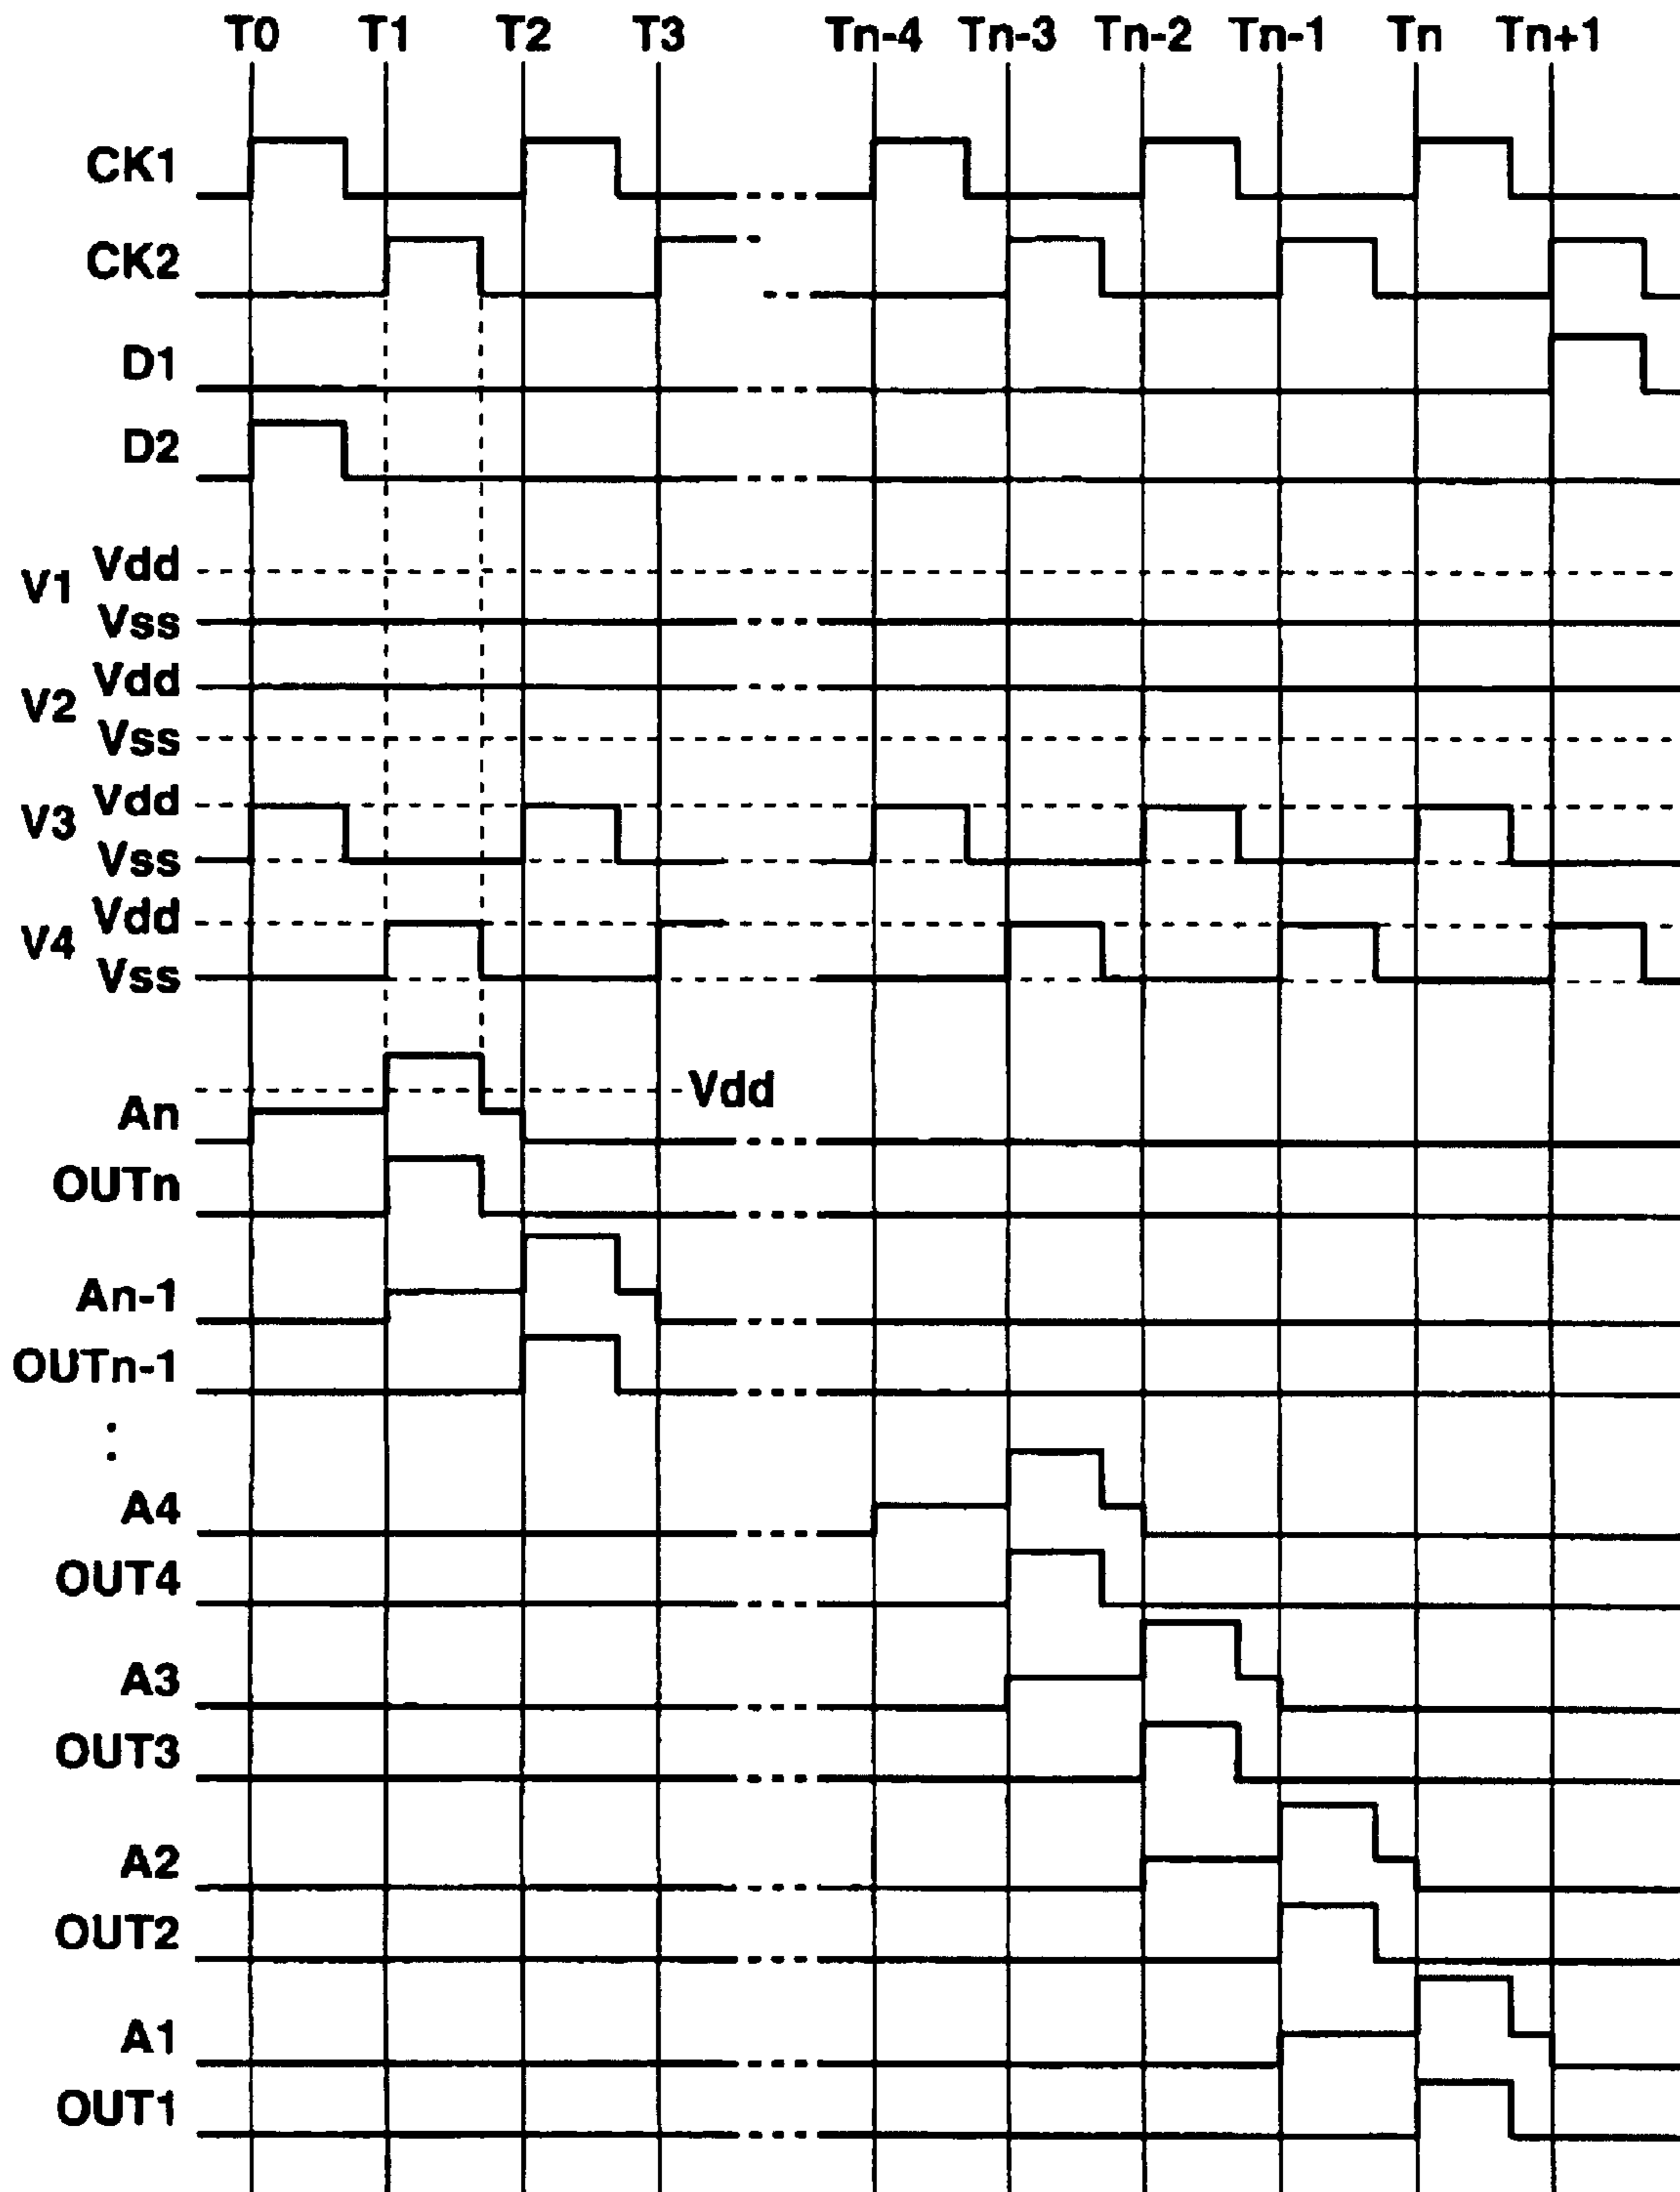 T0 T1 T2 T3 Tn-4 Tn-3 Tn-2 Tn-1 Tn Tn+1
CK1
CK2
D1
D2
V1 Vdd
Vss
V2 Vdd
Vss
V3 Vdd
Vss
V4 Vdd
Vss
Vdd
An
OUTn
An-1
OUTn-1
:
A4
OUT4
A3
OUT3
A2
OUT2
A1
OUT1